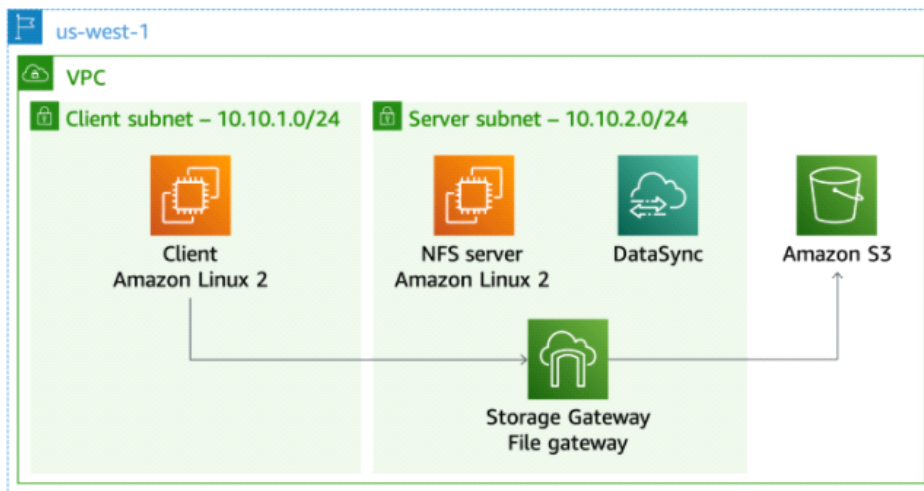 us-west-1
VPC
Client subnet – 10.10.1.0/24
Server subnet – 10.10.2.0/24
Client
Amazon Linux 2
NFS server
Amazon Linux 2
DataSync
Amazon S3
Storage Gateway
File gateway